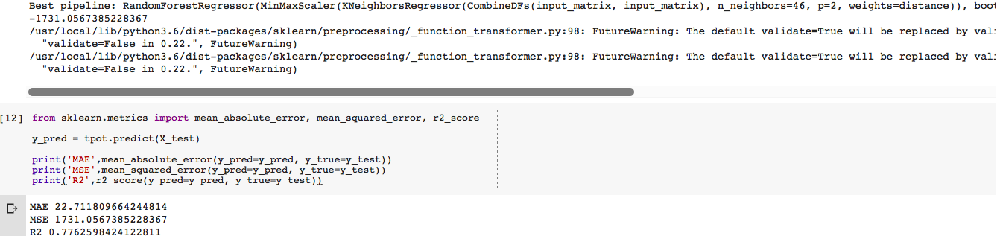 Best pipeline: RandomForestRegressor(MinMaxScaler(KNeighborsRegressor(CombineDFs(input_matrix, input_matrix), n_neighbors=46, p=2, weights=distance)), boot
-1731.0567385228367
/usr/local/lib/python3.6/dist-packages/sklearn/preprocessing/_function_transformer.py:98: FutureWarning: The default validate=True will be replaced by vali
"validate=False in 0.22.", FutureWarning)
/usr/local/lib/python3.6/dist-packages/sklearn/preprocessing/_function_transformer.py:98: FutureWarning: The default validate=True will be replaced by vali
"validate=False in 0.22.", FutureWarning)
[12] from sklearn.metrics import mean_absolute_error, mean_squared_error, r2_score
y_pred = tpot.predict(X_test)
print('MAE',mean_absolute_error(y_pred=y_pred, y_true=y_test))
print('MSE',mean_squared_error(y_pred=y_pred, y_true=y_test))
print('R2',r2_score(y_pred=y_pred, y_true=y_test))
MAE 22.711809664244814
MSE 1731.0567385228367
R2 0.7762598424122811